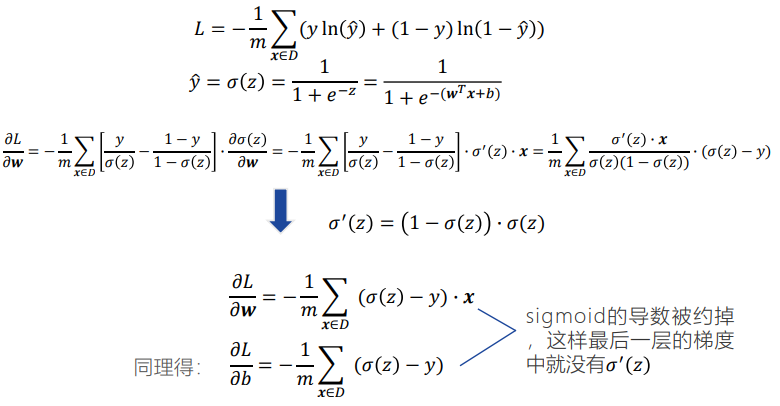 L = -\frac{1}{m}\sum_{\boldsymbol{x}\in D}(y\ln(\hat{y}) + (1 - y)\ln(1 - \hat{y}))
\hat{y} = \sigma(z) = \frac{1}{1 + e^{-z}} = \frac{1}{1 + e^{-(\boldsymbol{w}^T\boldsymbol{x}+b)}}
\frac{\partial L}{\partial \boldsymbol{w}} = -\frac{1}{m}\sum_{\boldsymbol{x}\in D}\left[\frac{y}{\sigma(z)} - \frac{1-y}{1-\sigma(z)}\right]\cdot\frac{\partial \sigma(z)}{\partial \boldsymbol{w}} = -\frac{1}{m}\sum_{\boldsymbol{x}\in D}\left[\frac{y}{\sigma(z)} - \frac{1-y}{1-\sigma(z)}\right]\cdot\sigma'(z)\cdot\boldsymbol{x} = \frac{1}{m}\sum_{\boldsymbol{x}\in D}\frac{\sigma'(z)\cdot\boldsymbol{x}}{\sigma(z)(1-\sigma(z))}\cdot(\sigma(z) - y)
\sigma'(z) = (1 - \sigma(z))\cdot\sigma(z)
\frac{\partial L}{\partial \boldsymbol{w}} = -\frac{1}{m}\sum_{\boldsymbol{x}\in D}(\sigma(z) - y)\cdot\boldsymbol{x}
同理得： \frac{\partial L}{\partial b} = -\frac{1}{m}\sum_{\boldsymbol{x}\in D}(\sigma(z) - y)
sigmoid的导数被约掉
，这样最后一层的梯度
中就没有\sigma'(z)